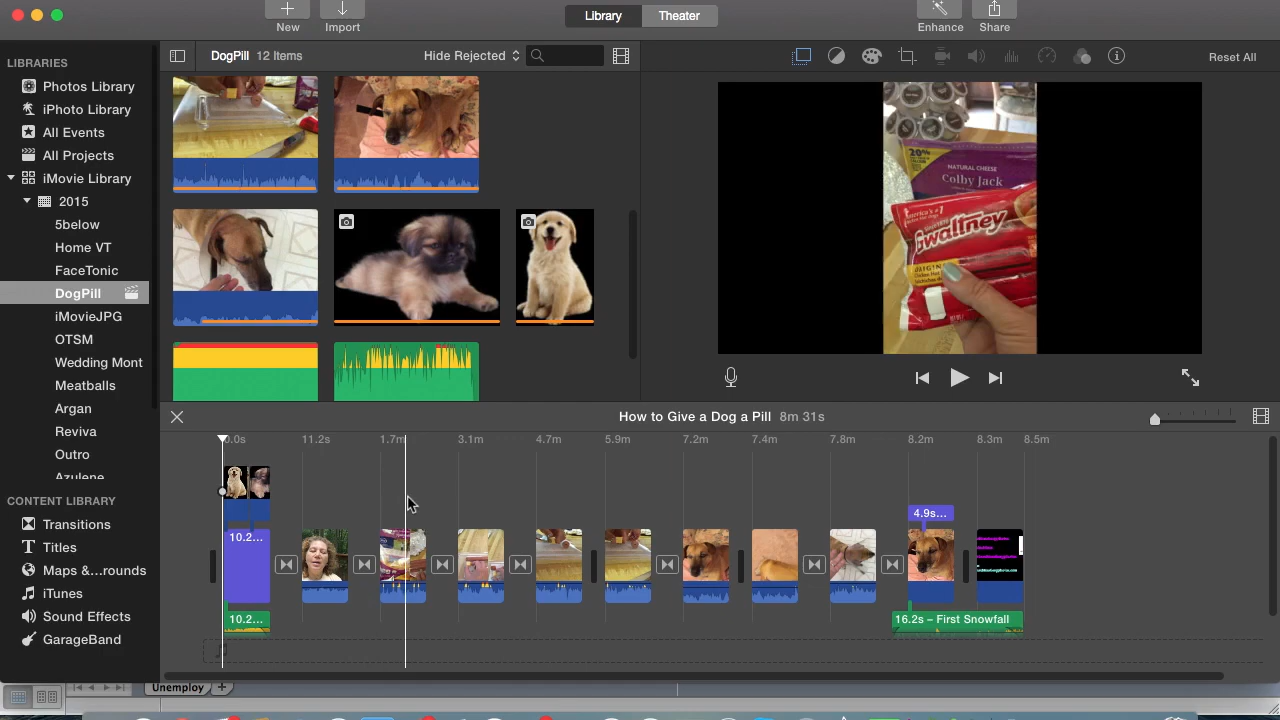 New
Import
Library
Theater
Enhance
Share
LIBRARIES
Photos Library
iPhoto Library
All Events
All Projects
iMovie Library
2015
5below
Home VT
FaceTonic
DogPill
iMovieJPG
OTSM
Wedding Mont
Meatballs
Argan
Reviva
Outro
Azulene
CONTENT LIBRARY
Transitions
Titles
Maps &...rounds
iTunes
Sound Effects
GarageBand
DogPill 12 Items
Hide Rejected
Reset All
20%
NATURAL CHEESE
Colby Jack
America's #1
Gwaltney
How to Give a Dog a Pill 8m 31s
0.0s 11.2s 1.7m 3.1m 4.7m 5.9m 7.2m 7.4m 7.8m 8.2m 8.3m 8.5m
4.9s...
10.2...
10.2...
16.2s – First Snowfall
Unemploy